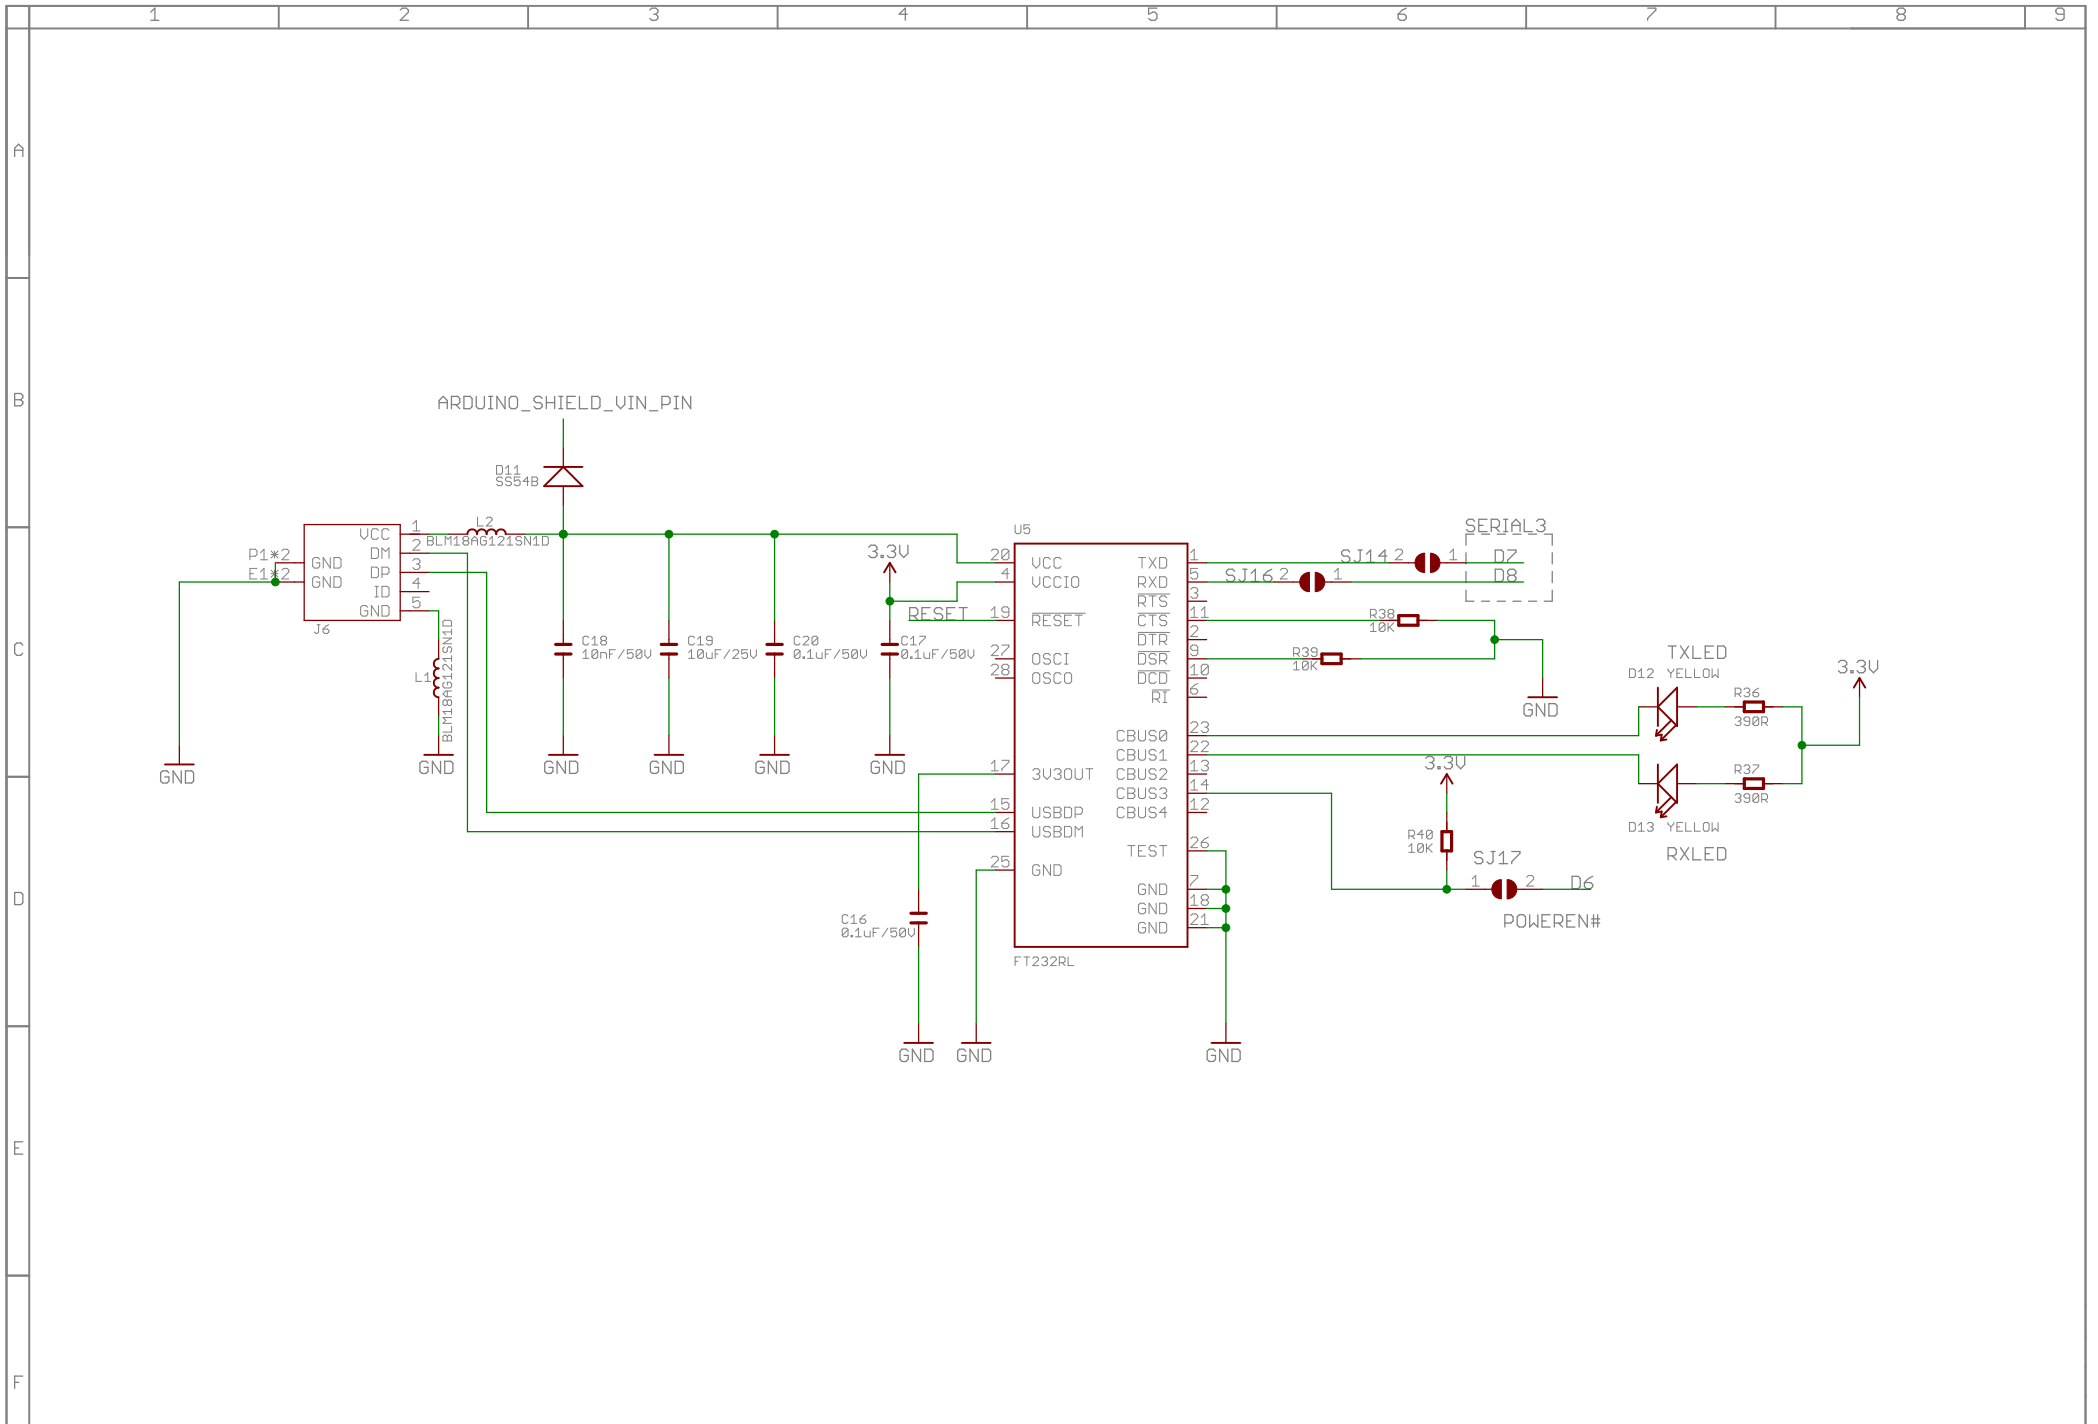 1 2 3 4 5 6 7 8 9
A
B
C
D
E
F
ARDUINO_SHIELD_VIN_PIN
D11
SS54B
L2
BLM18AG121SN1D
P1*2
E1*2
GND
GND
VCC 1
DM 2
DP 3
ID 4
GND 5
J6
L1
BLM18AG121SN1D
GND
GND
C18
10nF/50V
GND
C19
10uF/25V
GND
C20
0.1uF/50V
GND
3.3V
C17
0.1uF/50V
GND
RESET
C16
0.1uF/50V
GND
GND
U5
20 VCC
4 VCCIO
19 RESET
27 OSCI
28 OSCO
17 3V3OUT
15 USBDP
16 USBDM
25 GND
TXD 1
RXD 5
RTS 3
CTS 11
DTR 2
DSR 9
DCD 10
RI 6
CBUS0 23
CBUS1 22
CBUS2 13
CBUS3 14
CBUS4 12
TEST 26
GND 7
GND 18
GND 21
FT232RL
GND
SERIAL3
SJ14 2 1 D7
SJ16 2 1 D8
R38
10K
R39
10K
GND
3.3V
R40
10K
SJ17
1 2 D6
POWEREN#
TXLED
D12 YELLOW
R36
390R
3.3V
R37
390R
D13 YELLOW
RXLED